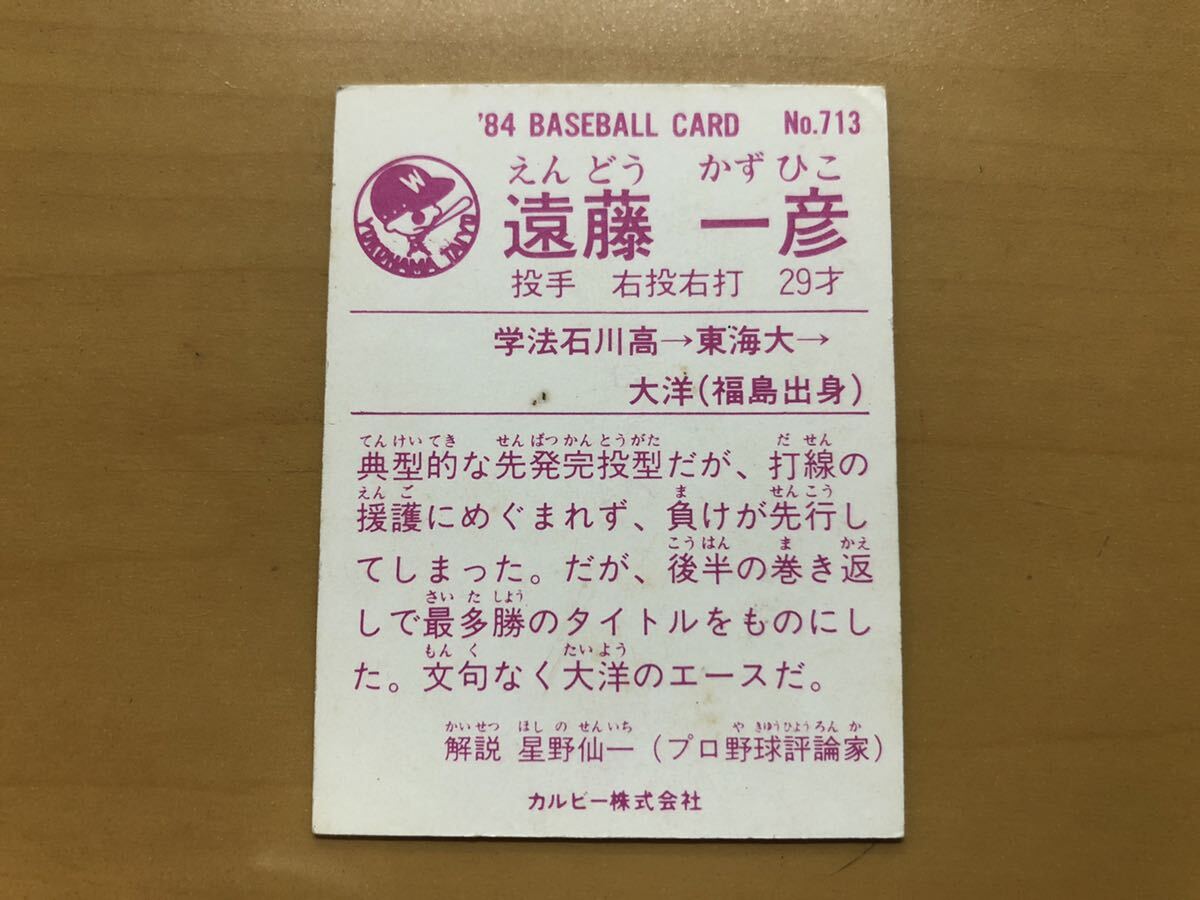 '84 BASEBALL CARD No.713
えんどう かずひこ
W
YOKOHAMA TAIYO
遠藤 一彦
投手 右投右打 29才
学法石川高→東海大→
大洋(福島出身)
てんけいてき せんぱつかんとうがた だせん
典型的な先発完投型だが、打線の
えんご ま せんこう
援護にめぐまれず、負けが先行し
こうはん ま かえ
てしまった。だが、後半の巻き返
さいたしょう
しで最多勝のタイトルをものにし
もんく たいよう
た。文句なく大洋のエースだ。
かいせつ ほしのせんいち やきゅうひょうろんか
解説 星野仙一(プロ野球評論家)
カルビー株式会社